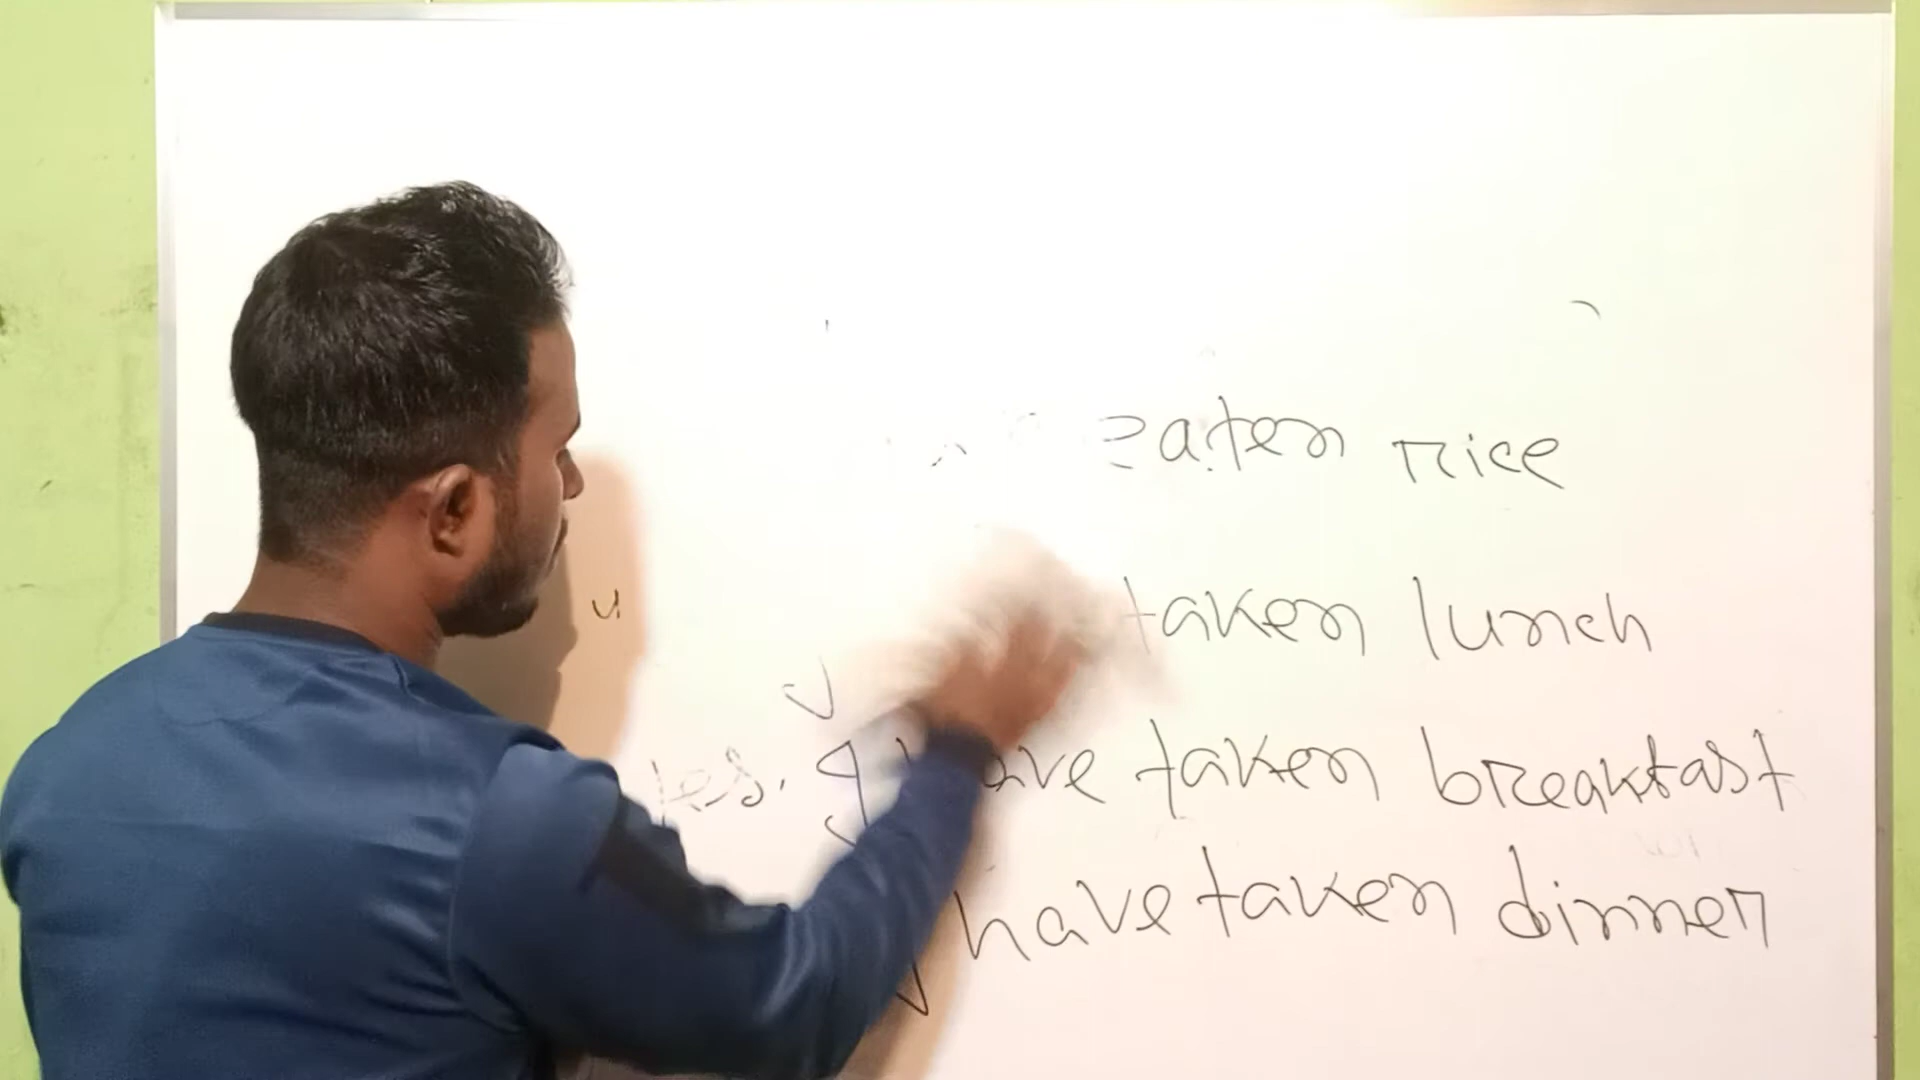 eaten rice
taken lunch
Yes. I have taken breakfast
have taken dinner